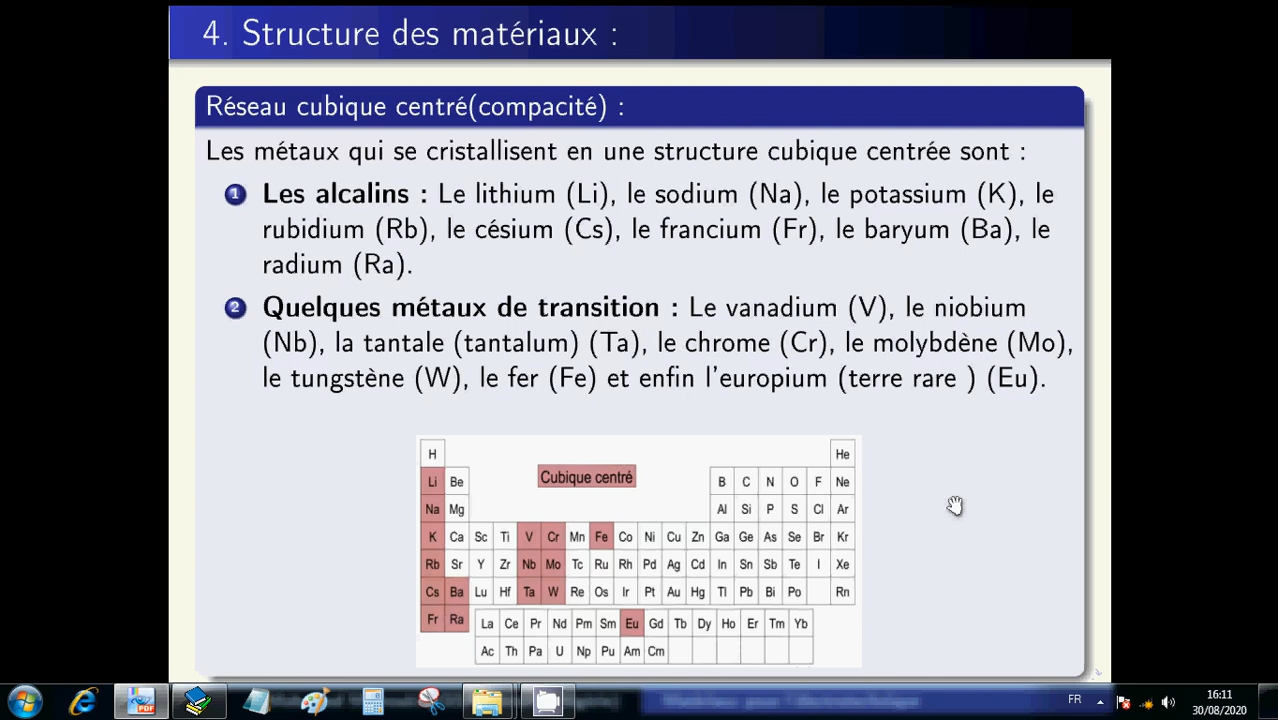 4. Structure des matériaux :
Réseau cubique centré(compacité) :
Les métaux qui se cristallisent en une structure cubique centrée sont :
1 Les alcalins : Le lithium (Li), le sodium (Na), le potassium (K), le
rubidium (Rb), le césium (Cs), le francium (Fr), le baryum (Ba), le
radium (Ra).
2 Quelques métaux de transition : Le vanadium (V), le niobium
(Nb), la tantale (tantalum) (Ta), le chrome (Cr), le molybdène (Mo),
le tungstène (W), le fer (Fe) et enfin l'europium (terre rare ) (Eu).
H He
Cubique centré
Li Be B C N O F Ne
Na Mg Al Si P S Cl Ar
K Ca Sc Ti V Cr Mn Fe Co Ni Cu Zn Ga Ge As Se Br Kr
Rb Sr Y Zr Nb Mo Tc Ru Rh Pd Ag Cd In Sn Sb Te I Xe
Cs Ba Lu Hf Ta W Re Os Ir Pt Au Hg Tl Pb Bi Po Rn
Fr Ra
La Ce Pr Nd Pm Sm Eu Gd Tb Dy Ho Er Tm Yb
Ac Th Pa U Np Pu Am Cm
PDF
FR
16:11
30/08/2020